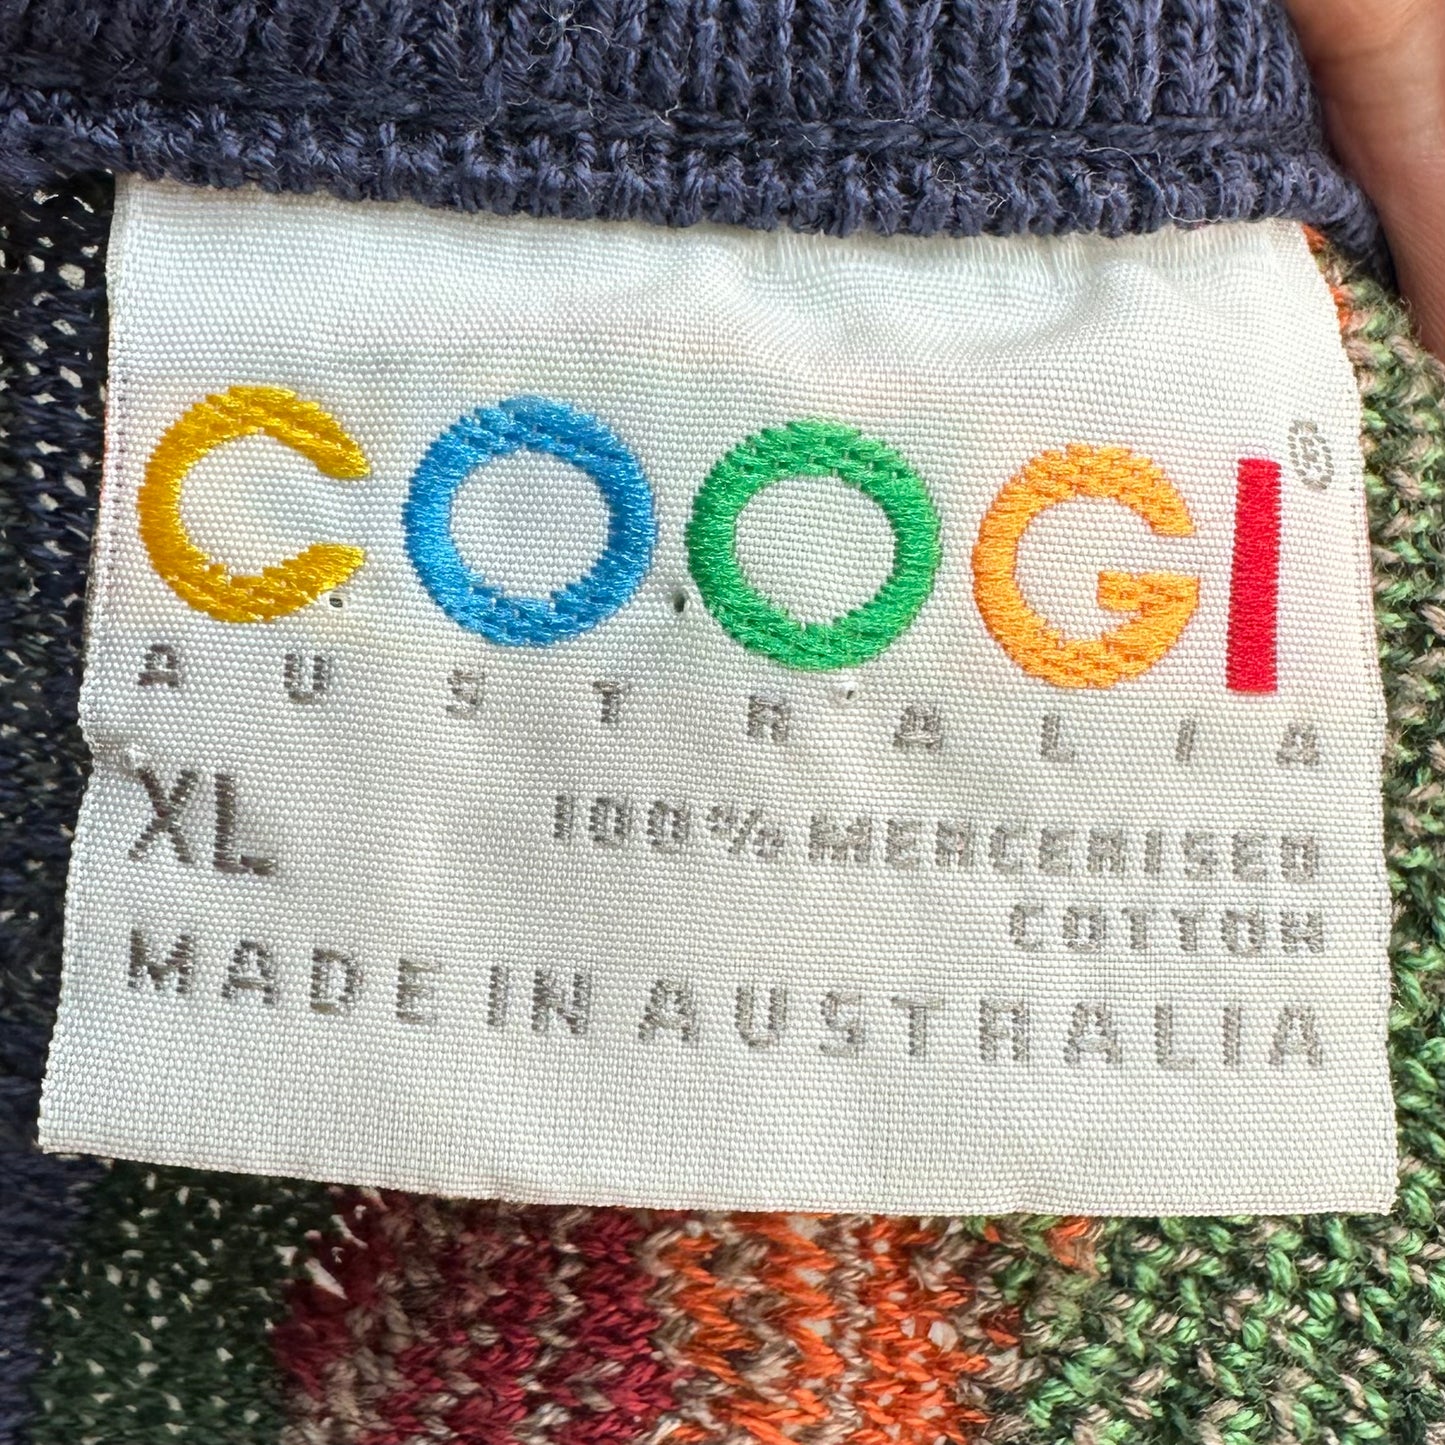 COOGI®
AUSTRALIA
XL 100% MERCERISED
COTTON
MADE IN AUSTRALIA